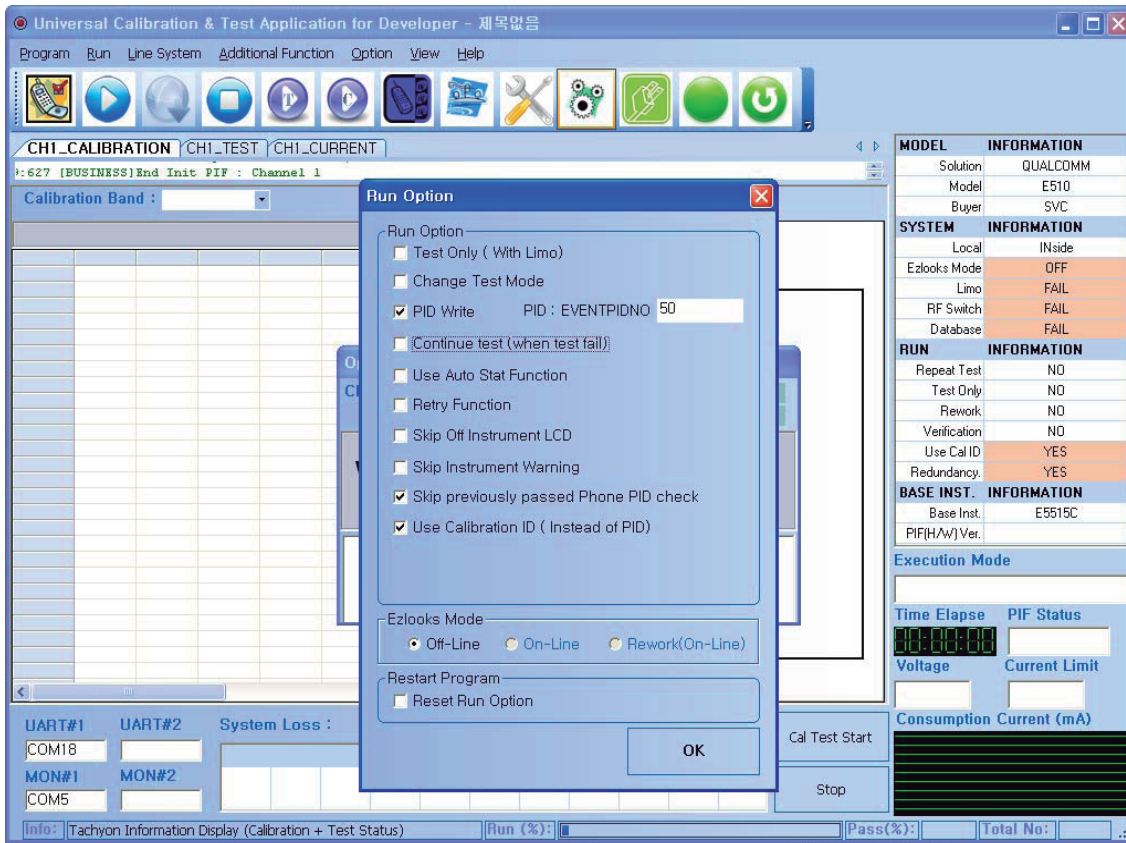 Universal Calibration & Test Application for Developer - 제목없음
Program Run Line System Additional Function Option View Help
CH1_CALIBRATION CH1_TEST CH1_CURRENT
9:627 [BUSINESS]End Init PIF : Channel 1
Calibration Band :
Run Option
Run Option
Test Only ( With Limo)
Change Test Mode
PID Write PID : EVENTPIDNO 50
Continue test (when test fail)
Use Auto Stat Function
Retry Function
Skip Off Instrument LCD
Skip Instrument Warning
Skip previously passed Phone PID check
Use Calibration ID ( Instead of PID)
Ezlooks Mode
Off-Line On-Line Rework(On-Line)
Restart Program
Reset Run Option
OK
MODEL INFORMATION
Solution QUALCOMM
Model E510
Buyer SVC
SYSTEM INFORMATION
Local INside
Ezlooks Mode OFF
Limo FAIL
RF Switch FAIL
Database FAIL
RUN INFORMATION
Repeat Test NO
Test Only NO
Rework NO
Verification NO
Use Cal ID YES
Redundancy. YES
BASE INST. INFORMATION
Base Inst. E5515C
PIF(H/W) Ver.
Execution Mode
Time Elapse PIF Status
00:00:00
Voltage Current Limit
Consumption Current (mA)
UART#1 UART#2 System Loss :
COM18
MON#1 MON#2
COM5
Cal Test Start
Stop
Info: Tachyon Information Display (Calibration + Test Status) Run (%): Pass(%): Total No: